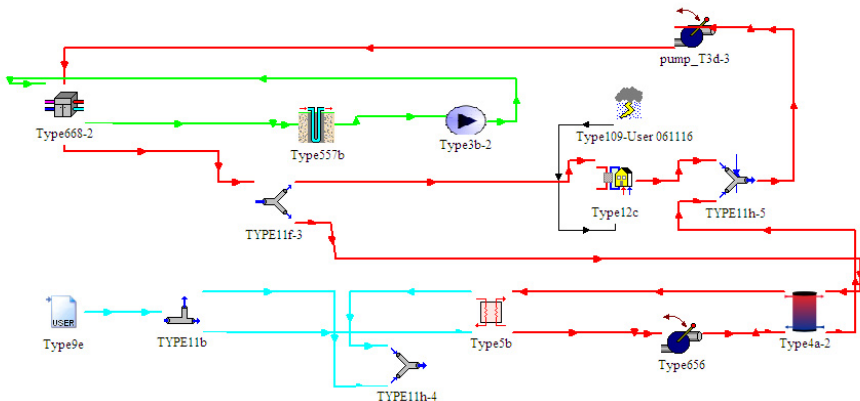 pump_T3d-3
Type668-2
Type557b
Type3b-2
Type109-User 061116
Type12c
TYPE11h-5
TYPE11f-3
USER
Type9e
TYPE11b
Type5b
Type656
Type4a-2
TYPE11h-4